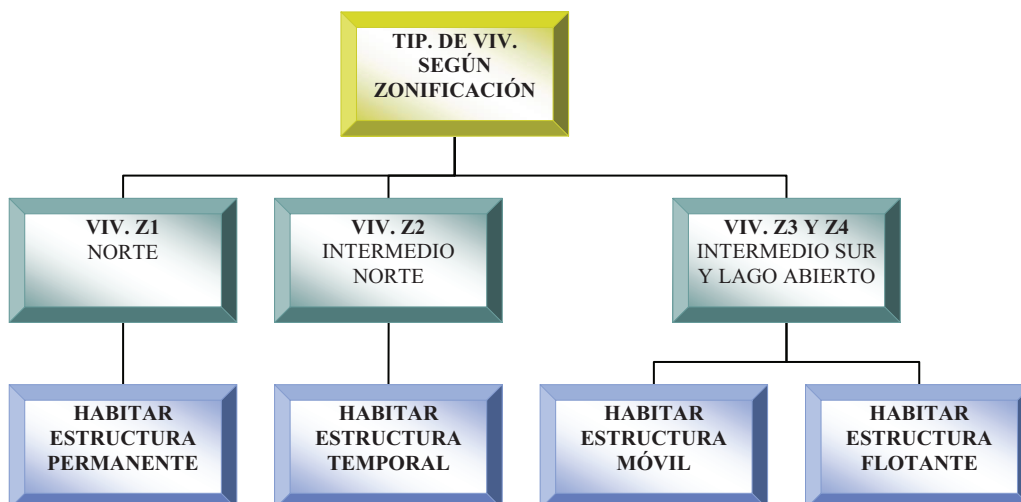 TIP. DE VIV.
SEGÚN
ZONIFICACIÓN
VIV. Z1
NORTE
VIV. Z2
INTERMEDIO
NORTE
VIV. Z3 Y Z4
INTERMEDIO SUR
Y LAGO ABIERTO
HABITAR
ESTRUCTURA
PERMANENTE
HABITAR
ESTRUCTURA
TEMPORAL
HABITAR
ESTRUCTURA
MÓVIL
HABITAR
ESTRUCTURA
FLOTANTE